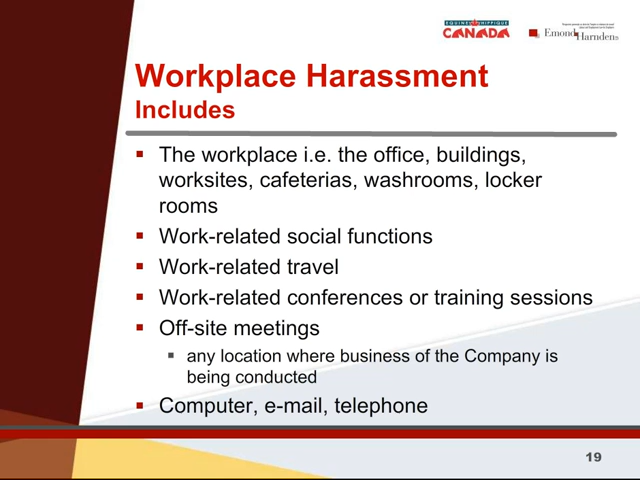 EQUINE HIPPIQUE
CANADA
Emond Harnden
Workplace Harassment
Includes
The workplace i.e. the office, buildings,
worksites, cafeterias, washrooms, locker
rooms
Work-related social functions
Work-related travel
Work-related conferences or training sessions
Off-site meetings
any location where business of the Company is
being conducted
Computer, e-mail, telephone
19